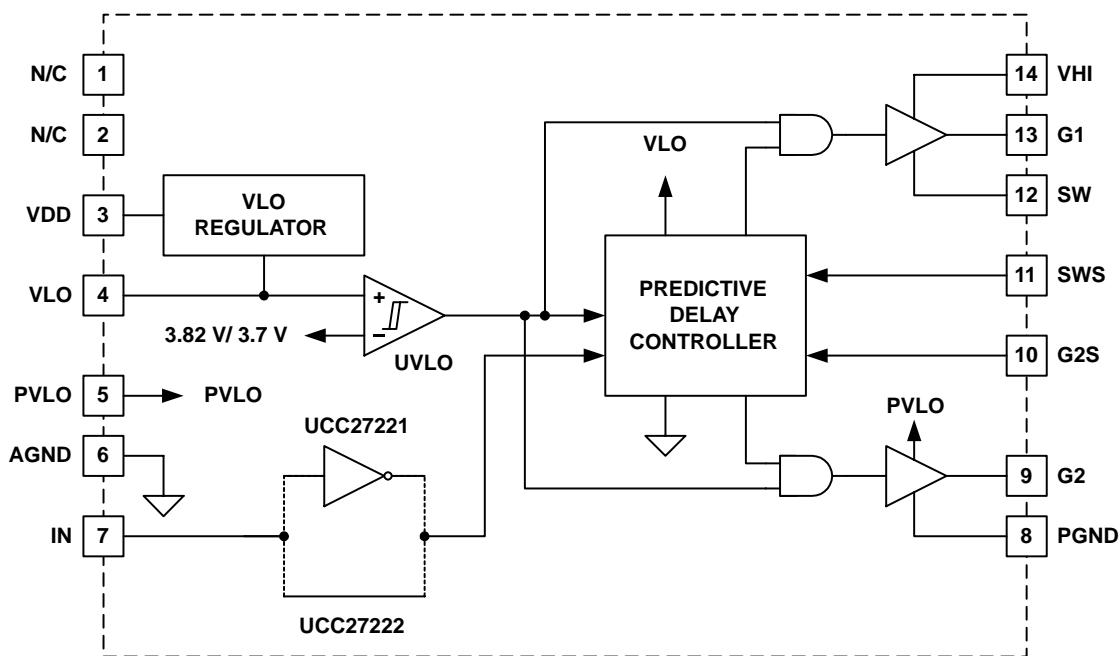 N/C 1
N/C 2
VDD 3
VLO 4
PVLO 5
AGND 6
IN 7
VLO
REGULATOR
3.82 V/ 3.7 V
+
–
UVLO
PVLO
UCC27221
UCC27222
VLO
PREDICTIVE
DELAY
CONTROLLER
PVLO
14 VHI
13 G1
12 SW
11 SWS
10 G2S
9 G2
8 PGND